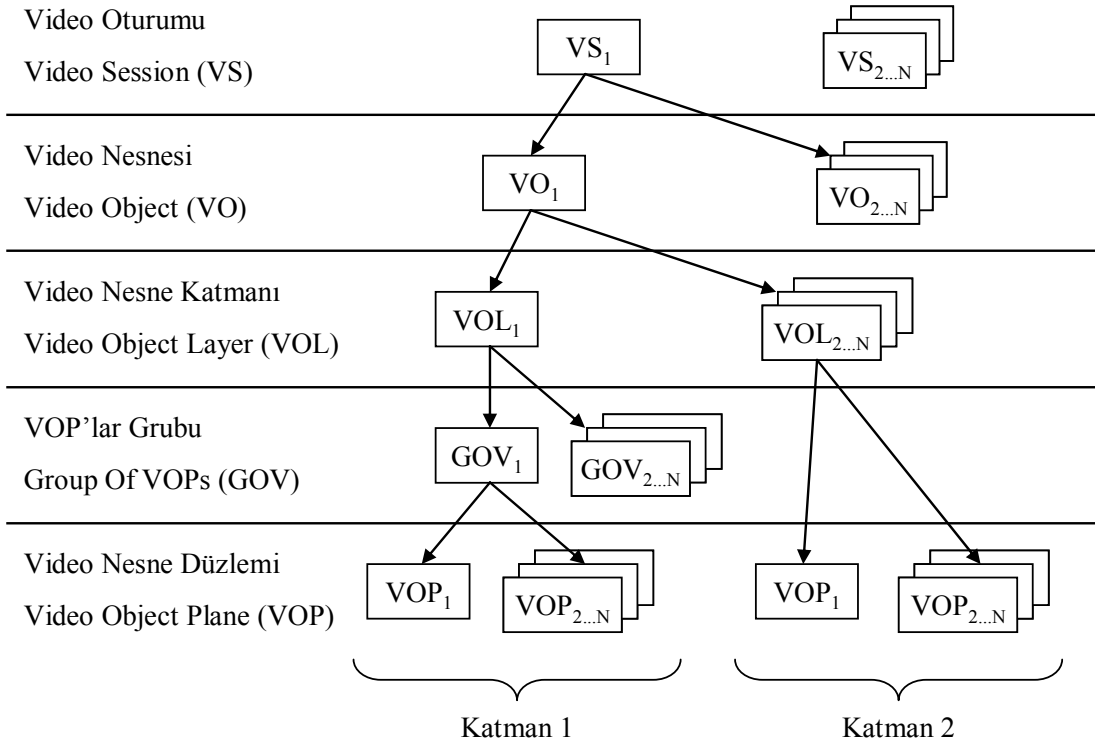 Video Oturumu
Video Session (VS)
VS1
VS2...N
Video Nesnesi
Video Object (VO)
VO1
VO2...N
Video Nesne Katmanı
Video Object Layer (VOL)
VOL1
VOL2...N
VOP’lar Grubu
Group Of VOPs (GOV)
GOV1
GOV2...N
Video Nesne Düzlemi
Video Object Plane (VOP)
VOP1
VOP2...N
VOP1
VOP2...N
Katman 1
Katman 2